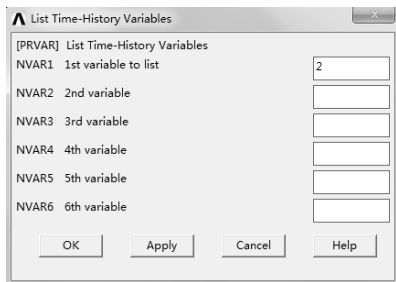 List Time-History Variables
[PRVAR] List Time-History Variables
NVAR1 1st variable to list 2
NVAR2 2nd variable
NVAR3 3rd variable
NVAR4 4th variable
NVAR5 5th variable
NVAR6 6th variable
OK Apply Cancel Help